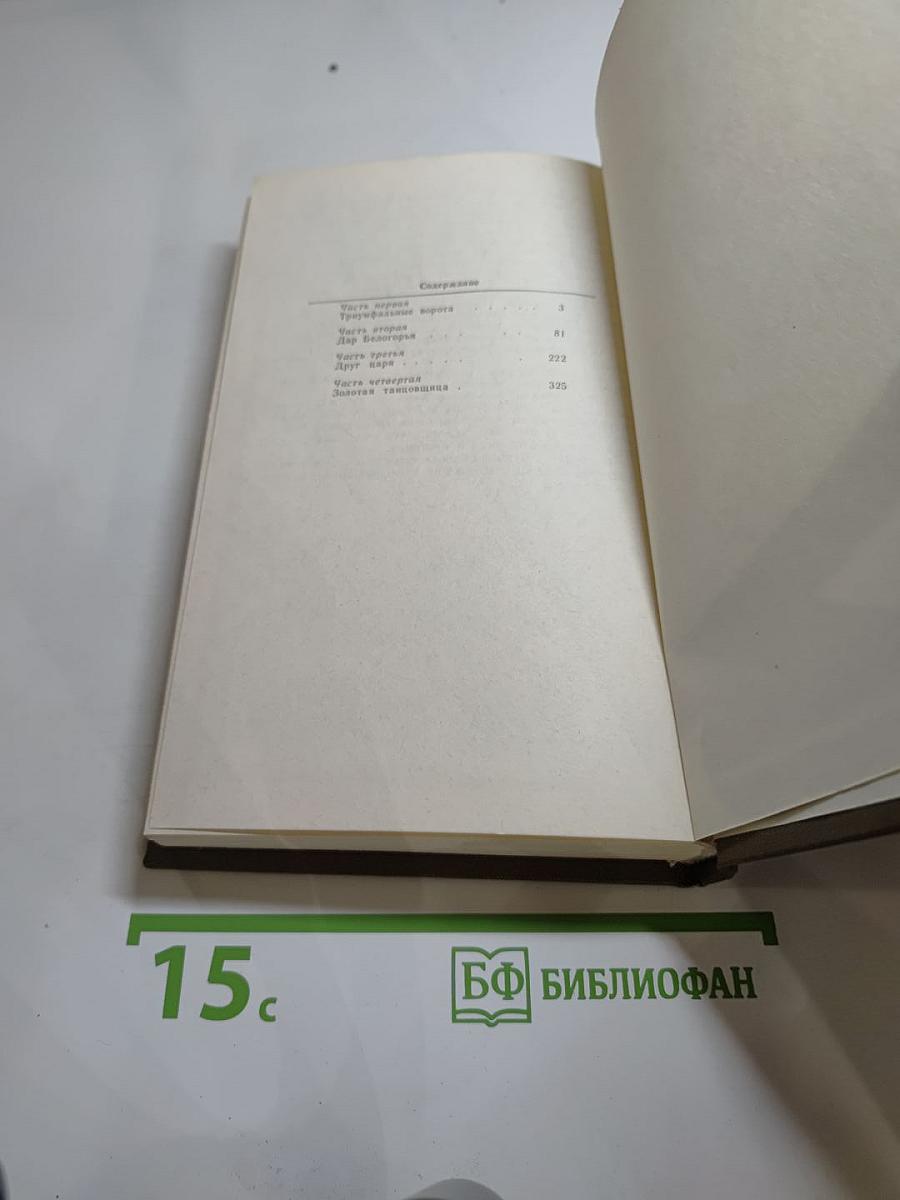 Содержание
Часть первая
Триумфальные ворота . . . . . 3
Часть вторая
Дар Белогорья . . . . . 81
Часть третья
Друг царя . . . . . . 222
Часть четвертая
Золотая танцовщица . 325
15 с
БФ БИБЛИОФАН